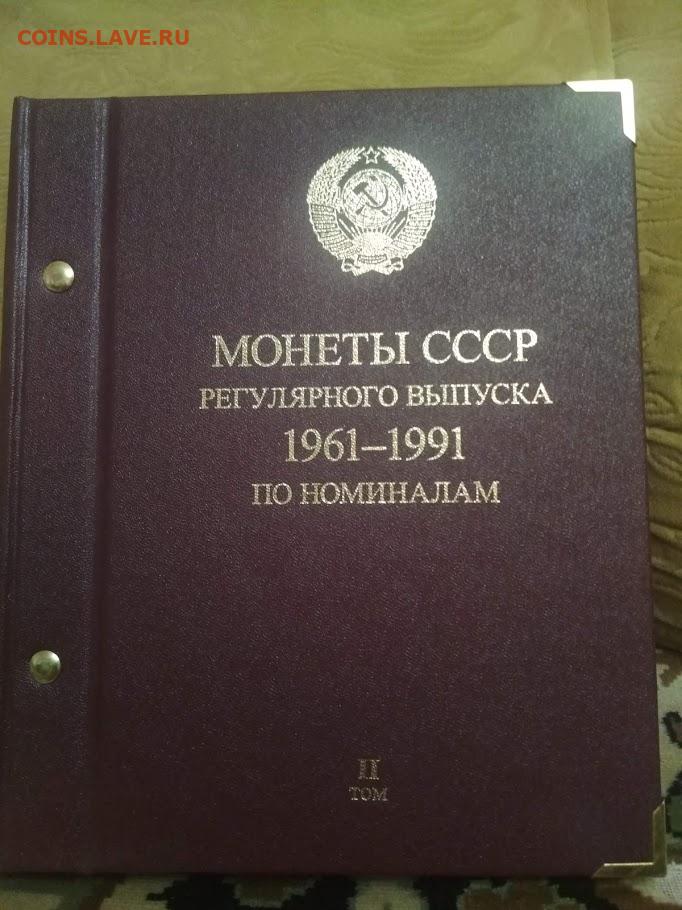 COINS.LAVE.RU
МОНЕТЫ СССР
РЕГУЛЯРНОГО ВЫПУСКА
1961–1991
ПО НОМИНАЛАМ
II
ТОМ